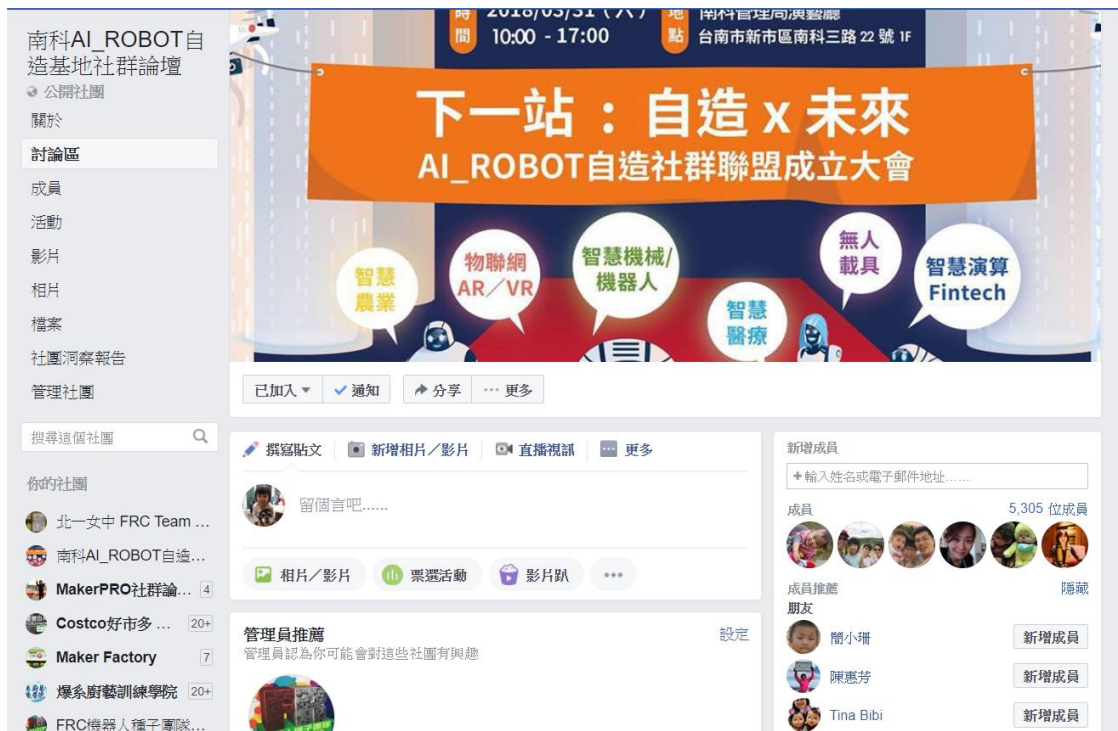 南科AI_ROBOT自
造基地社群論壇
公開社團
關於
討論區
成員
活動
影片
相片
檔案
社團洞察報告
管理社團
搜尋這個社團
你的社團
北一女中 FRC Team ...
南科AI_ROBOT自造...
MakerPRO社群論... 4
Costco好市多 ... 20+
Maker Factory 7
爆系廚藝訓練學院 20+
FRC機器人種子團隊...
時間
2018/03/31 (六)
10:00 - 17:00
地點
南科管理局演藝廳
台南市新市區南科三路 22 號 1F
下一站：自造 x 未來
AI_ROBOT自造社群聯盟成立大會
智慧
農業
物聯網
AR／VR
智慧機械/
機器人
智慧
醫療
無人
載具
智慧演算
Fintech
已加入 通知 分享 更多
撰寫貼文 新增相片／影片 直播視訊 更多
留個言吧......
相片／影片 票選活動 影片趴
管理員推薦 設定
管理員認為你可能會對這些社團有興趣
新增成員
+輸入姓名或電子郵件地址......
成員 5,305 位成員
成員推薦 隱藏
朋友
簡小珊 新增成員
陳惠芳 新增成員
Tina Bibi 新增成員